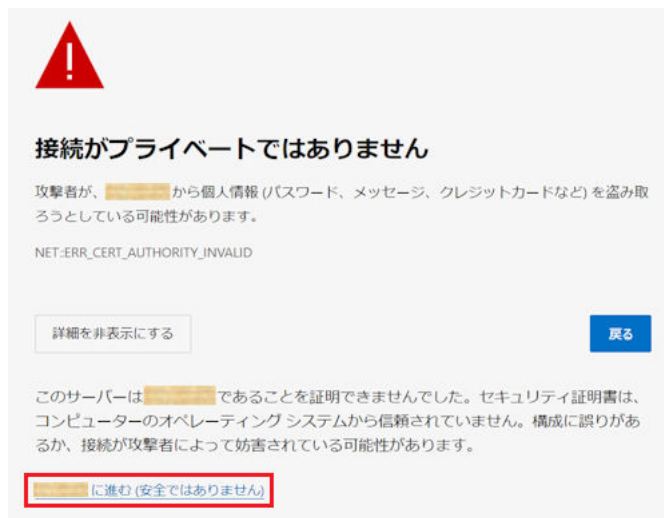 接続がプライベートではありません
攻撃者が、から個人情報 (パスワード、メッセージ、クレジットカードなど) を盗み取
ろうとしている可能性があります。
NET::ERR_CERT_AUTHORITY_INVALID
詳細を非表示にする
戻る
このサーバーはであることを証明できませんでした。セキュリティ証明書は、
コンピューターのオペレーティング システムから信頼されていません。構成に誤りがあ
るか、接続が攻撃者によって妨害されている可能性があります。
に進む (安全ではありません)